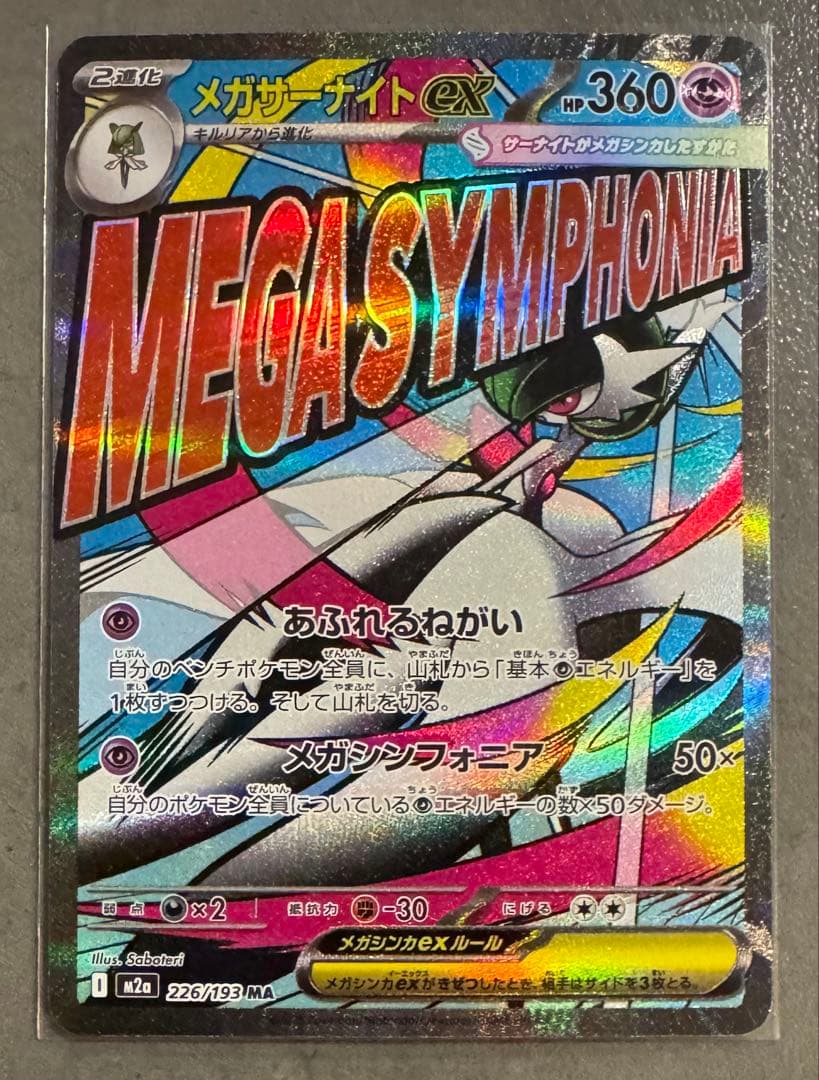 2進化
メガサーナイトex
HP360
キルリアから進化
サーナイトがメガシンカしたすがた
MEGA SYMPHONIA
あふれるねがい
自分のベンチポケモン全員に、山札から「基本エネルギー」を
1枚ずつつける。そして山札を切る。
メガシンフォニア 50×
自分のポケモン全員についているエネルギーの数×50ダメージ。
弱点 ×2 抵抗力 -30 にげる
Illus. Saboteri
メガシンカexルール
メガシンカexがきぜつしたとき、相手はサイドを3枚とる。
I m2a 226/193 MA